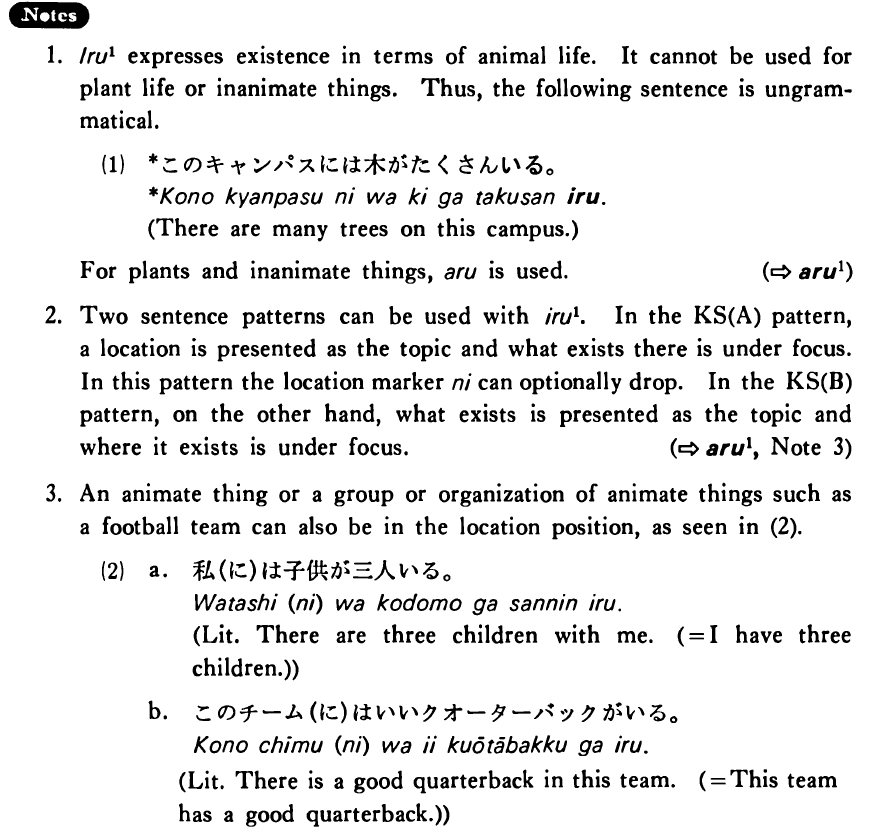 Notes
1. Iru¹ expresses existence in terms of animal life. It cannot be used for
plant life or inanimate things. Thus, the following sentence is ungram-
matical.
(1) *このキャンパスには木がたくさんいる。
*Kono kyanpasu ni wa ki ga takusan iru.
(There are many trees on this campus.)
For plants and inanimate things, aru is used. (⇨ aru¹)
2. Two sentence patterns can be used with iru¹. In the KS(A) pattern,
a location is presented as the topic and what exists there is under focus.
In this pattern the location marker ni can optionally drop. In the KS(B)
pattern, on the other hand, what exists is presented as the topic and
where it exists is under focus. (⇨ aru¹, Note 3)
3. An animate thing or a group or organization of animate things such as
a football team can also be in the location position, as seen in (2).
(2) a. 私(に)は子供が三人いる。
Watashi (ni) wa kodomo ga sannin iru.
(Lit. There are three children with me. (=I have three
children.))
b. このチーム(に)はいいクオーターバックがいる。
Kono chīmu (ni) wa ii kuōtābakku ga iru.
(Lit. There is a good quarterback in this team. (=This team
has a good quarterback.))